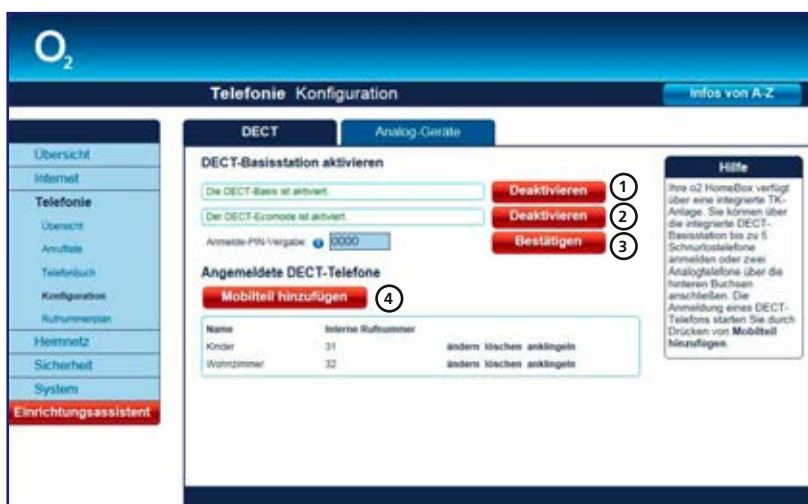 O2
Telefonie Konfiguration
Infos von A-Z
DECT
Analog-Geräte
Übersicht
Internet
Telefonie
Übersicht
Anrufliste
Telefonbuch
Konfiguration
Rufnummernplan
Heimnetz
Sicherheit
System
Einrichtungsassistent
DECT-Basisstation aktivieren
Die DECT-Basis ist aktiviert.
Deaktivieren
1
Der DECT-Ecomode ist aktiviert.
Deaktivieren
2
Anmelde-PIN-Vergabe:
0000
Bestätigen
3
Angemeldete DECT-Telefone
Mobilteil hinzufügen
4
Name Interne Rufnummer
Kinder 31 ändern löschen anklingeln
Wohnzimmer 32 ändern löschen anklingeln
Hilfe
Ihre o2 HomeBox verfügt
über eine integrierte TK-
Anlage. Sie können über
die integrierte DECT-
Basisstation bis zu 5
Schnurlostelefone
anmelden oder zwei
Analogtelefone über die
hinteren Buchsen
anschließen. Die
Anmeldung eines DECT-
Telefons starten Sie durch
Drücken von Mobilteil
hinzufügen.